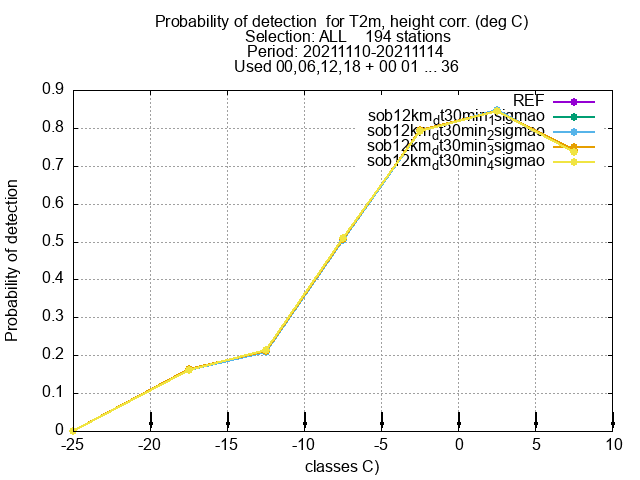 Probability of detection  for T2m, height corr. (deg C)
Selection: ALL    194 stations
Period: 20211110-20211114
Used 00,06,12,18 + 00 01 ... 36
0.9
0.8
0.7
0.6
0.5
0.4
0.3
0.2
0.1
0
Probability of detection
REF
sob12km_dt30min_1sigmao
sob12km_dt30min_2sigmao
sob12km_dt30min_3sigmao
sob12km_dt30min_4sigmao
-25 -20 -15 -10 -5 0 5 10
classes C)